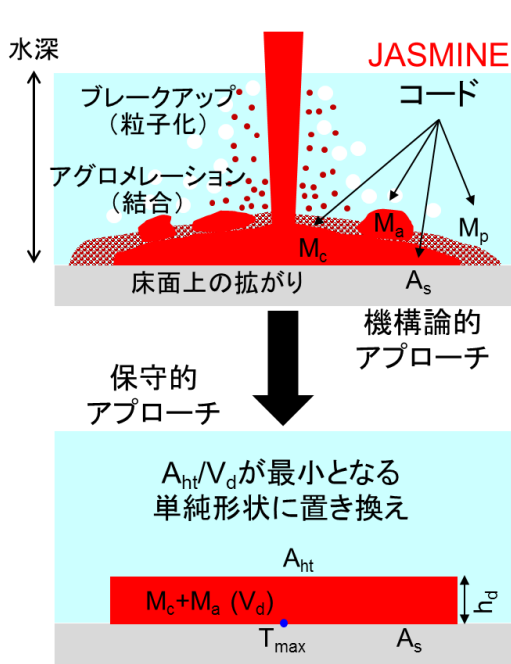 水深
JASMINE
コード
ブレークアップ
（粒子化）
アグロメレーション
（結合）
Ma
Mp
Mc
床面上の拡がり
As
機構論的
アプローチ
保守的
アプローチ
Aht/Vdが最小となる
単純形状に置き換え
Aht
Mc+Ma (Vd)
hd
Tmax
As